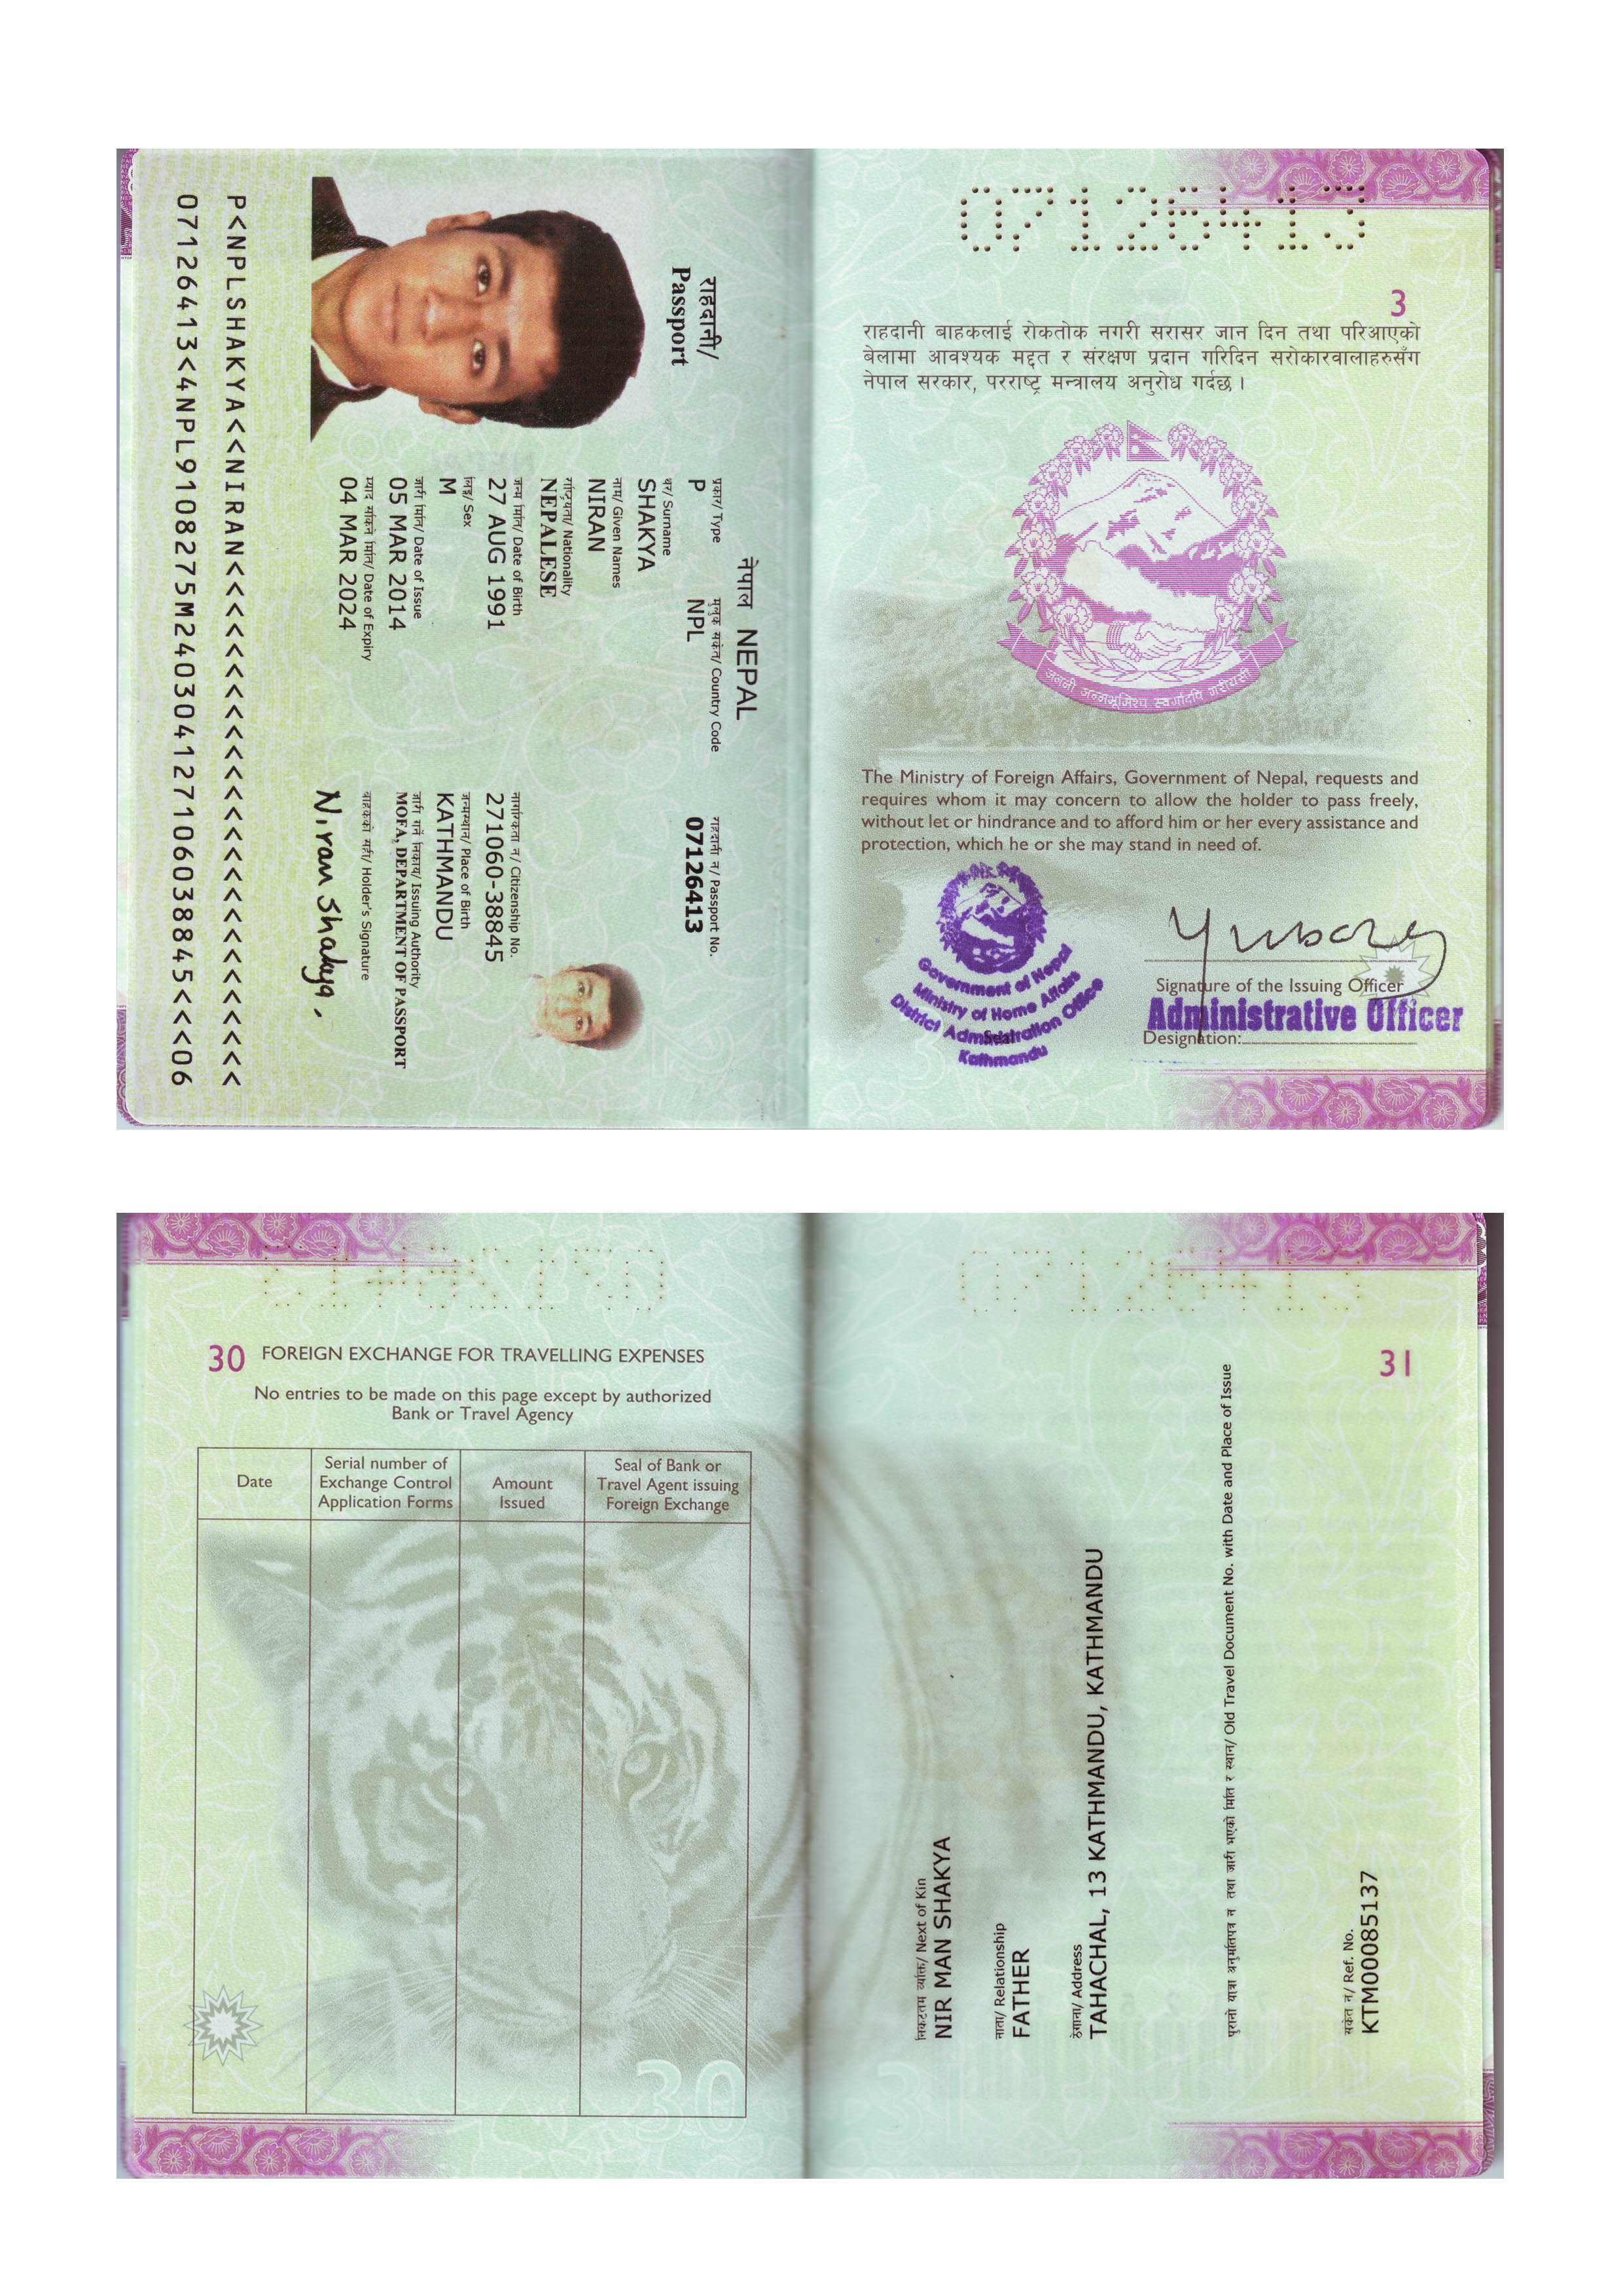 नेपाल NEPAL
राहदानी/
Passport
प्रकार/ Type
P
मुलुक संकेत/ Country Code
NPL
राहदानी नं/ Passport No.
07126413
थर/ Surname
SHAKYA
नाम/ Given Names
NIRAN
राष्ट्रियता/ Nationality
NEPALESE
जन्म मिति/ Date of Birth
27 AUG 1991
नागरिकता नं/ Citizenship No.
271060-38845
लिङ्ग/ Sex
M
जन्मस्थान/ Place of Birth
KATHMANDU
जारी मिति/ Date of Issue
05 MAR 2014
जारी गर्ने निकाय/ Issuing Authority
MOFA, DEPARTMENT OF PASSPORT
म्याद सकिने मिति/ Date of Expiry
04 MAR 2024
वाहकको सही/ Holder's Signature
Niran Shakya.
P<NPLSHAKYA<<NIRAN<<<<<<<<<<<<<<<<<<<<<<<<<<
07126413<4NPL9108275M240304127106038845<<<06
07126413
3
राहदानी बाहकलाई रोकतोक नगरी सरासर जान दिन तथा परिआएको
बेलामा आवश्यक मद्दत र संरक्षण प्रदान गरिदिन सरोकारवालाहरुसँग
नेपाल सरकार, परराष्ट्र मन्त्रालय अनुरोध गर्दछ ।
जननी जन्मभूमिश्च स्वर्गादपि गरीयसी
The Ministry of Foreign Affairs, Government of Nepal, requests and
requires whom it may concern to allow the holder to pass freely,
without let or hindrance and to afford him or her every assistance and
protection, which he or she may stand in need of.
Government of Nepal
Ministry of Home Affairs
District Administration Office
Kathmandu
Seal
Signature of the Issuing Officer
Administrative Officer
Designation:
30 FOREIGN EXCHANGE FOR TRAVELLING EXPENSES
No entries to be made on this page except by authorized
Bank or Travel Agency
Date
Serial number of
Exchange Control
Application Forms
Amount
Issued
Seal of Bank or
Travel Agent issuing
Foreign Exchange
30
07126413
31
निकटतम व्यक्ति/ Next of Kin
NIR MAN SHAKYA
नाता/ Relationship
FATHER
ठेगाना/ Address
TAHACHAL, 13 KATHMANDU, KATHMANDU
पुरानो यात्रा अनुमतिपत्र नं तथा जारी भएको मिति र स्थान/ Old Travel Document No. with Date and Place of Issue
संकेत नं/ Ref. No.
KTM00085137
31